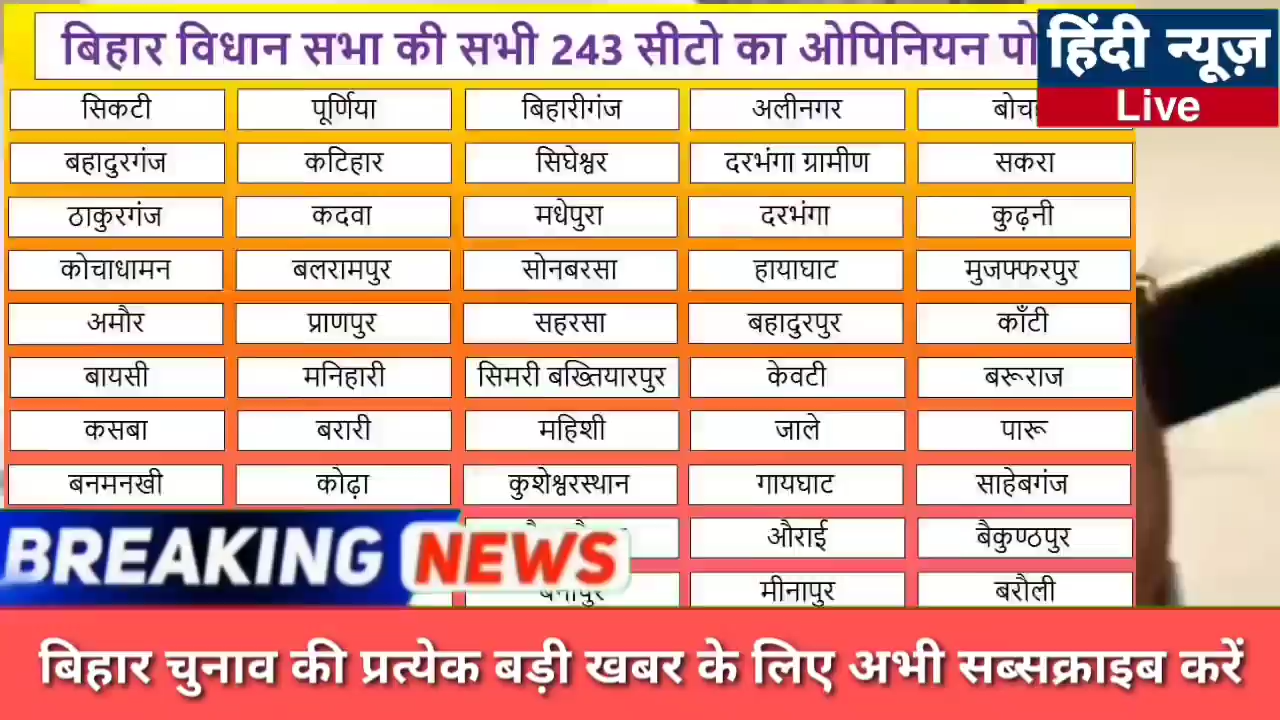 बिहार विधान सभा की सभी 243 सीटो का ओपिनियन
हिंदी न्यूज़
Live
सिकटी पूर्णिया बिहारीगंज अलीनगर
बहादुरगंज कटिहार सिघेश्वर दरभंगा ग्रामीण सकरा
ठाकुरगंज कदवा मधेपुरा दरभंगा कुढ़नी
कोचाधामन बलरामपुर सोनबरसा हायाघाट मुजफ्फरपुर
अमौर प्राणपुर सहरसा बहादुरपुर काँटी
बायसी मनिहारी सिमरी बख्तियारपुर केवटी बरूराज
कसबा बरारी महिशी जाले पारू
बनमनखी कोढ़ा कुशेश्वरस्थान गायघाट साहेबगंज
औराई बैकुण्ठपुर
मीनापुर बरौली
BREAKING NEWS
बिहार चुनाव की प्रत्येक बड़ी खबर के लिए अभी सब्सक्राइब करें